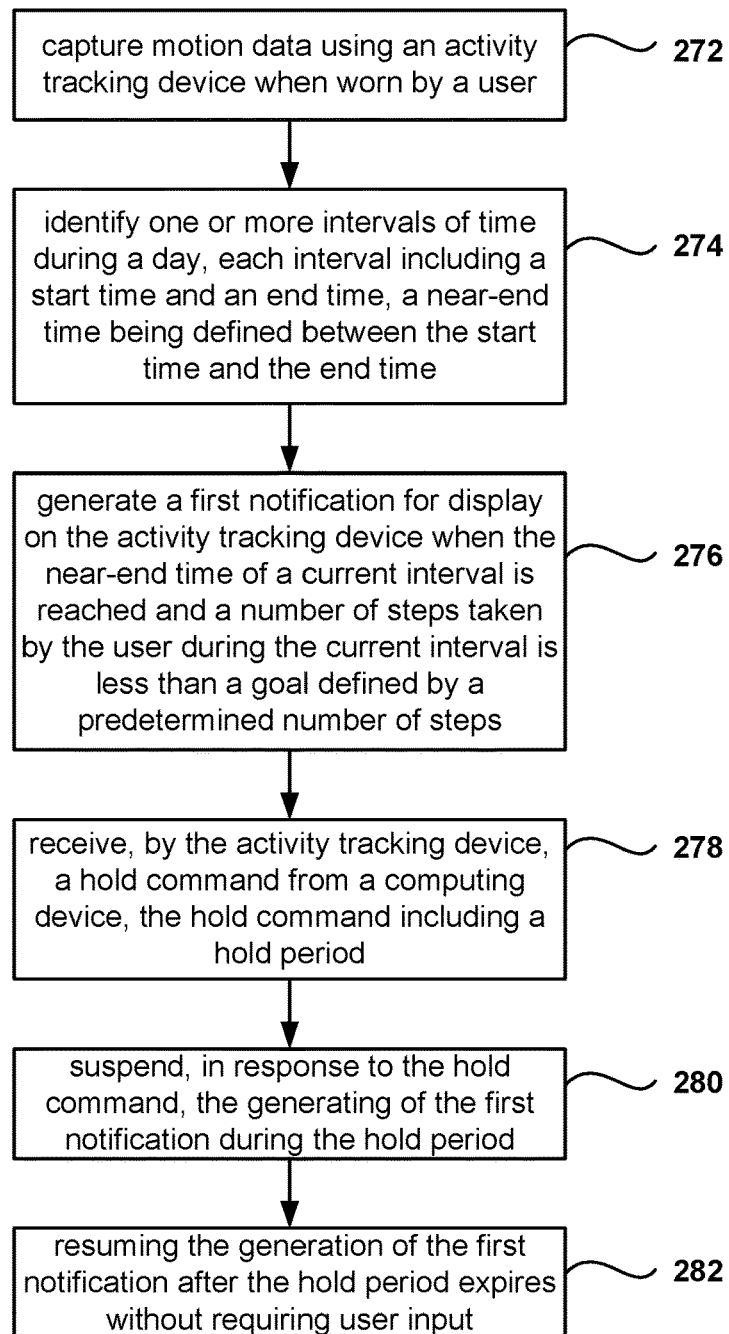 capture motion data using an activity
tracking device when worn by a user
272
identify one or more intervals of time
during a day, each interval including a
start time and an end time, a near-end
time being defined between the start
time and the end time
274
generate a first notification for display
on the activity tracking device when the
near-end time of a current interval is
reached and a number of steps taken
by the user during the current interval is
less than a goal defined by a
predetermined number of steps
276
receive, by the activity tracking device,
a hold command from a computing
device, the hold command including a
hold period
278
suspend, in response to the hold
command, the generating of the first
notification during the hold period
280
resuming the generation of the first
notification after the hold period expires
without requiring user input
282